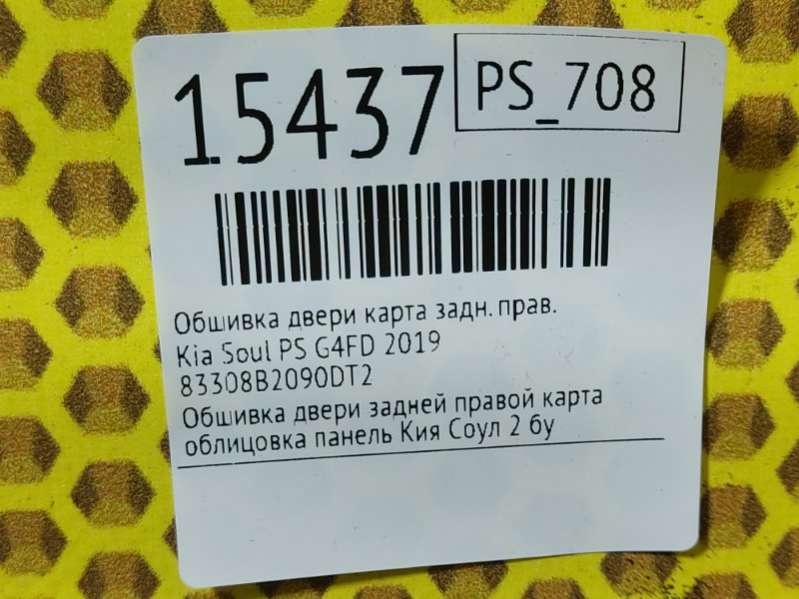 15437
PS_708
Обшивка двери карта задн. прав.
Kia Soul PS G4FD 2019
83308B2090DT2
Обшивка двери задней правой карта
облицовка панель Кия Соул 2 бу